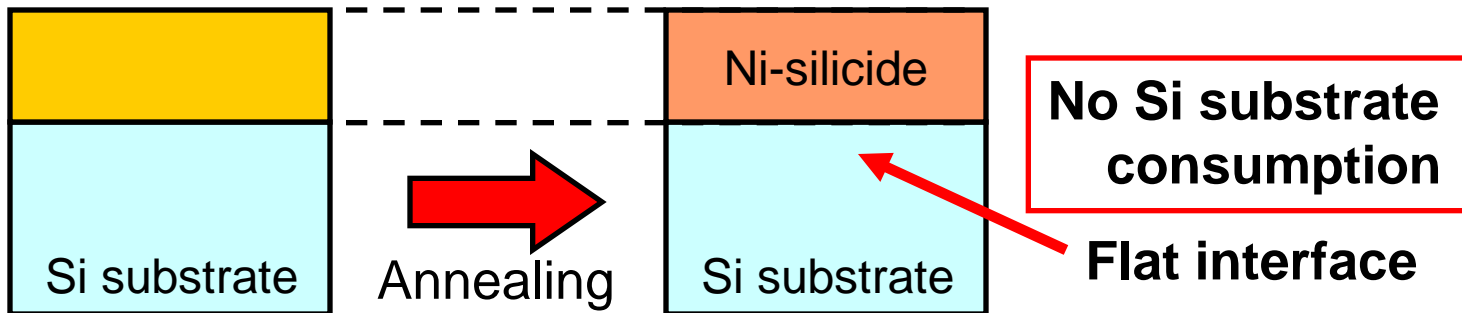 Ni-silicide
No Si substrate
consumption
Si substrate
Annealing
Si substrate
Flat interface